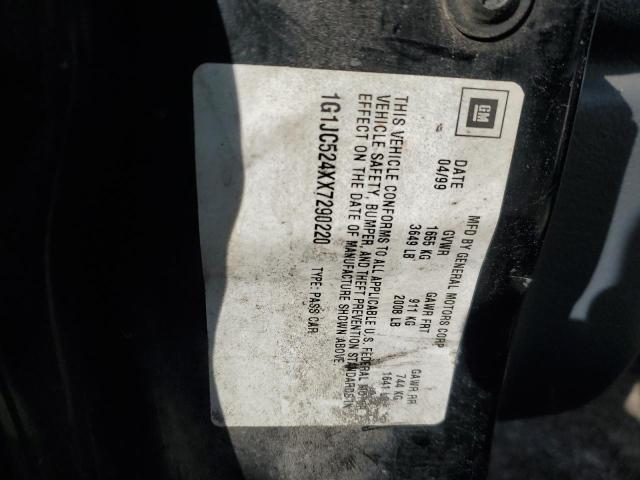 GM
MFD BY GENERAL MOTORS CORP
DATE GVWR GAWR FRT GAWR RR
04/99 1655 KG 911 KG 744 KG
3649 LB 2008 LB 1641 LB
THIS VEHICLE CONFORMS TO ALL APPLICABLE U.S. FEDERAL MOTOR
VEHICLE SAFETY, BUMPER, AND THEFT PREVENTION STANDARDS IN
EFFECT ON THE DATE OF MANUFACTURE SHOWN ABOVE.
1G1JC524XX7290220 TYPE: PASS CAR